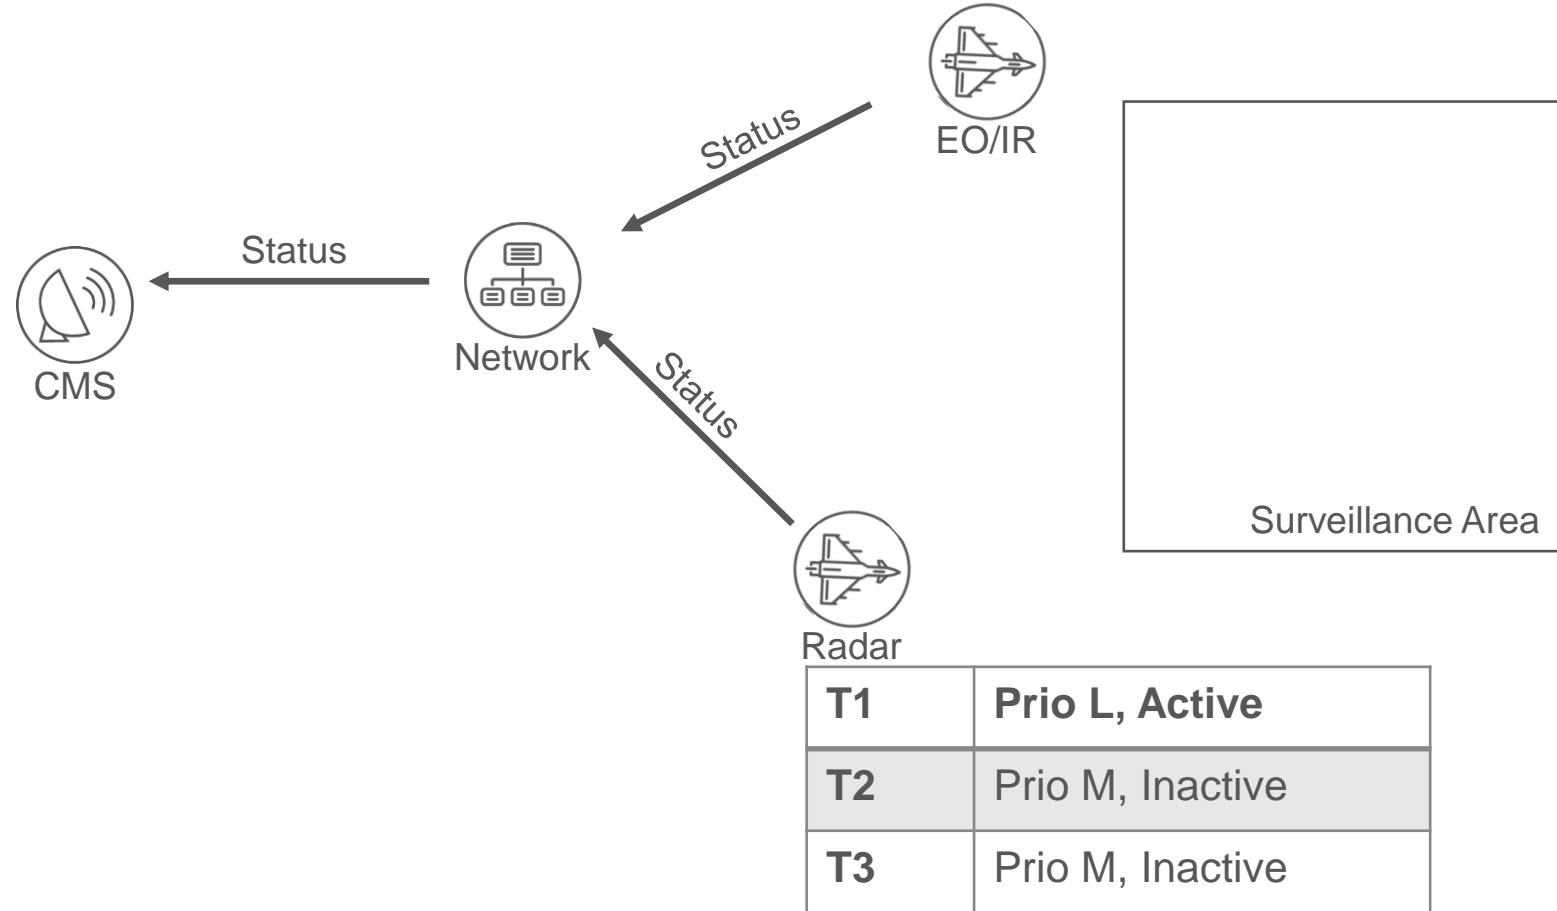 EO/IR
Status
Status
Network
CMS
Status
Surveillance Area
Radar
T1 Prio L, Active
T2 Prio M, Inactive
T3 Prio M, Inactive